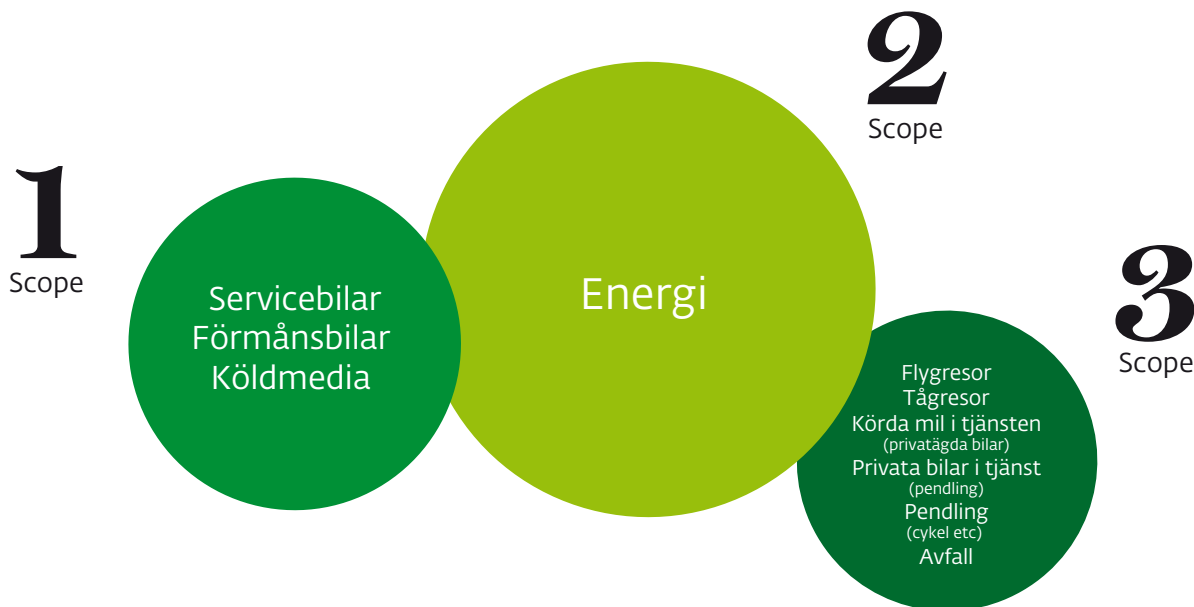 1
Scope
Servicebilar
Förmånsbilar
Köldmedia
2
Scope
Energi
3
Scope
Flygresor
Tågresor
Körda mil i tjänsten
(privatägda bilar)
Privata bilar i tjänst
(pendling)
Pendling
(cykel etc)
Avfall